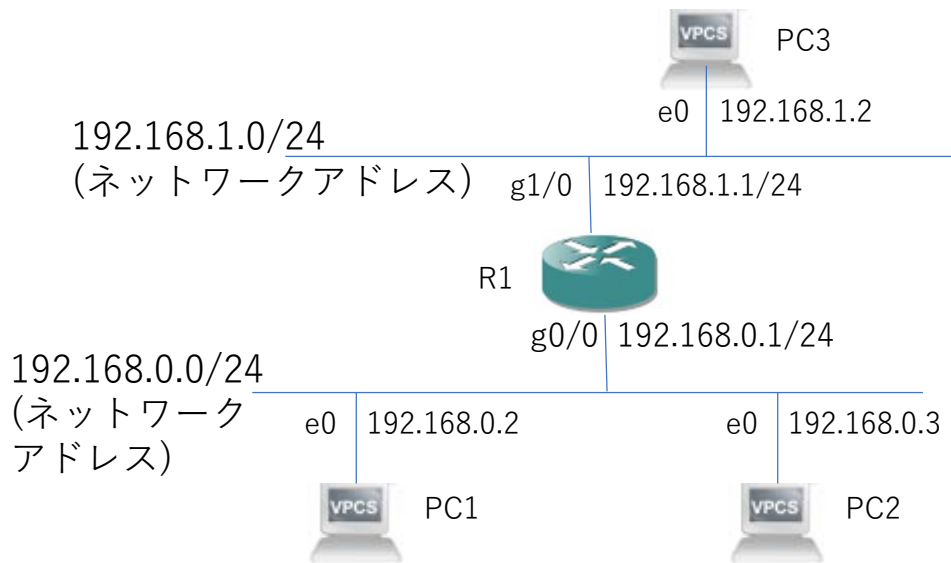 VPCS PC3
e0 192.168.1.2
192.168.1.0/24
(ネットワークアドレス) g1/0 192.168.1.1/24
R1
g0/0 192.168.0.1/24
192.168.0.0/24
(ネットワーク
アドレス)
e0 192.168.0.2
e0 192.168.0.3
VPCS PC1
VPCS PC2